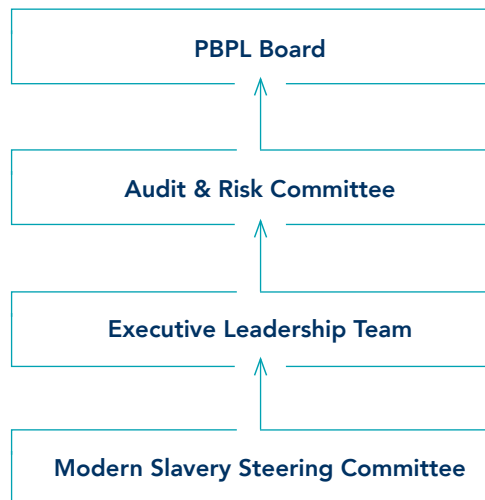 PBPL Board
Audit & Risk Committee
Executive Leadership Team
Modern Slavery Steering Committee